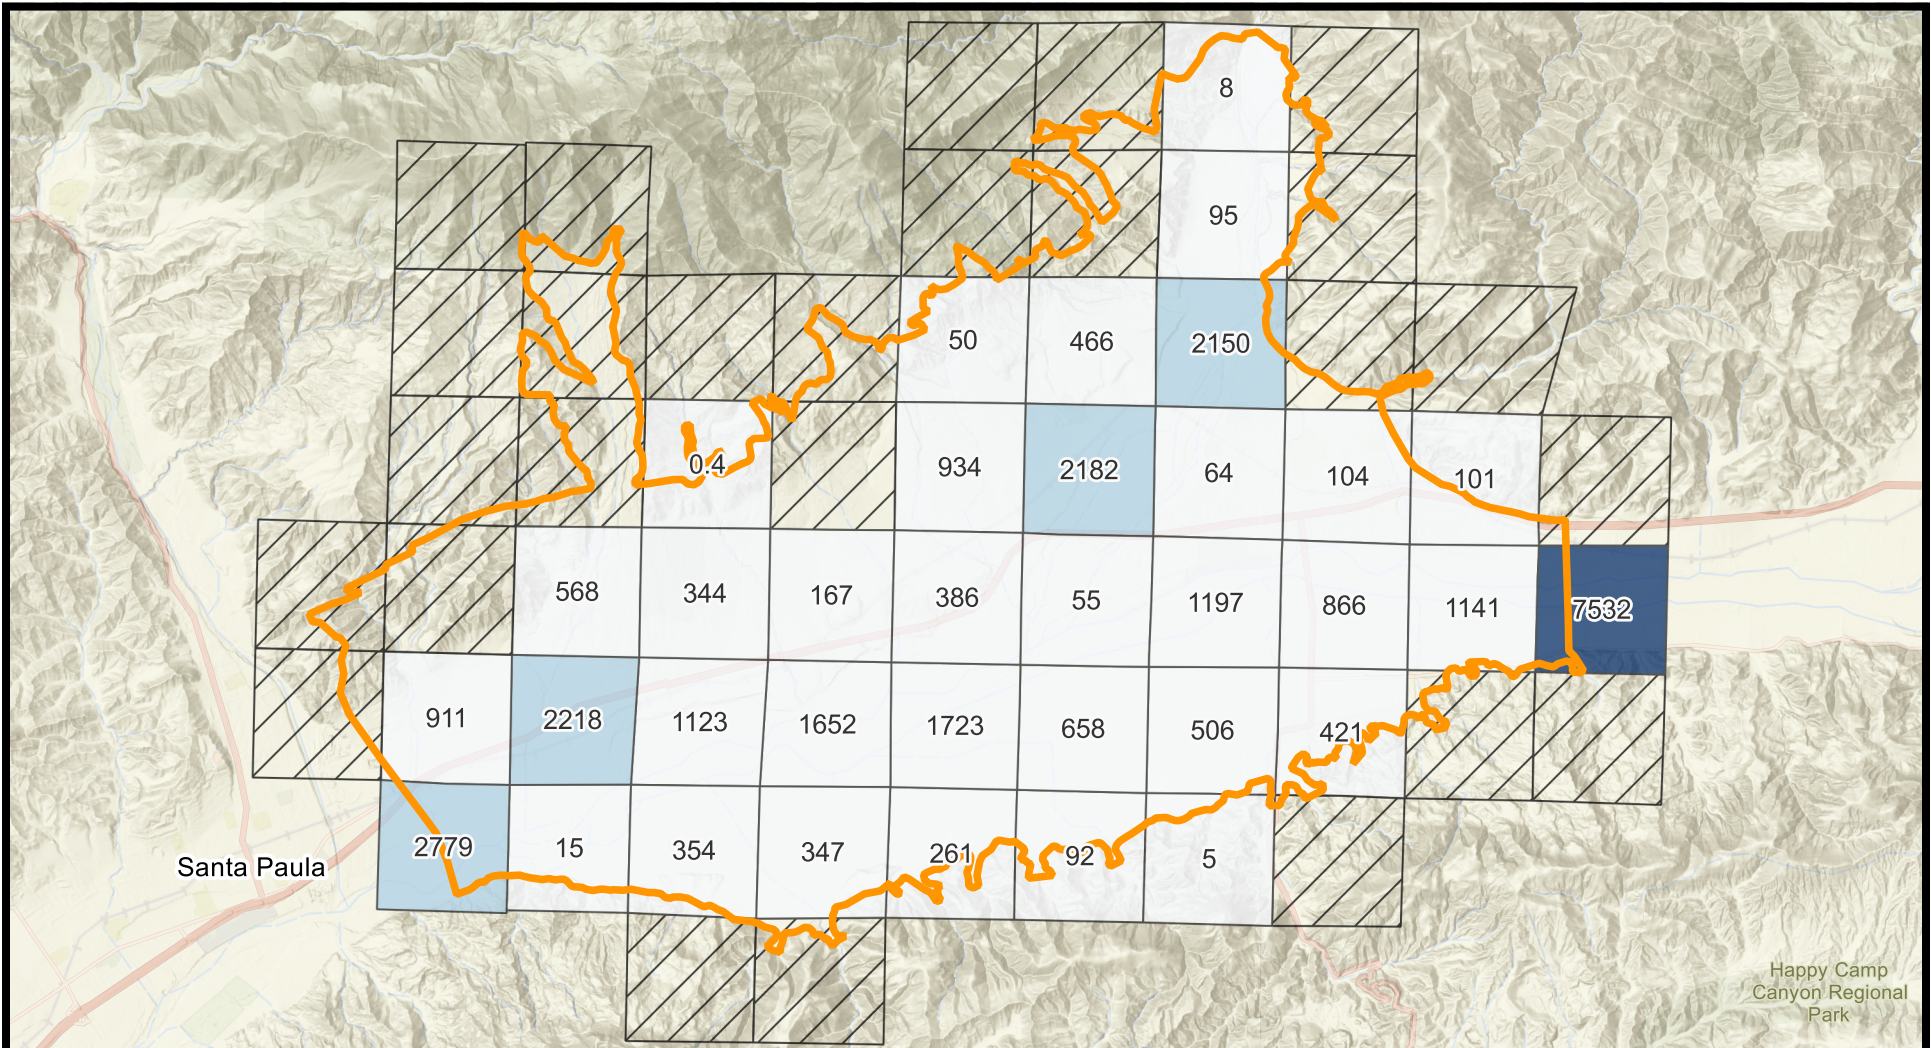 8
95
50 466 2150
0.4 934 2182 64 104 101
568 344 167 386 55 1197 866 1141 7532
911 2218 1123 1652 1723 658 506 421
2779 15 354 347 261 92 5
Santa Paula
Happy Camp
Canyon Regional
Park